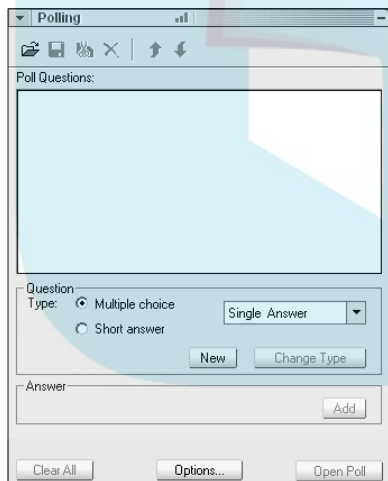 Polling
Poll Questions:
Question
Type: Multiple choice Single Answer
Short answer
New Change Type
Answer
Add
Clear All Options... Open Poll